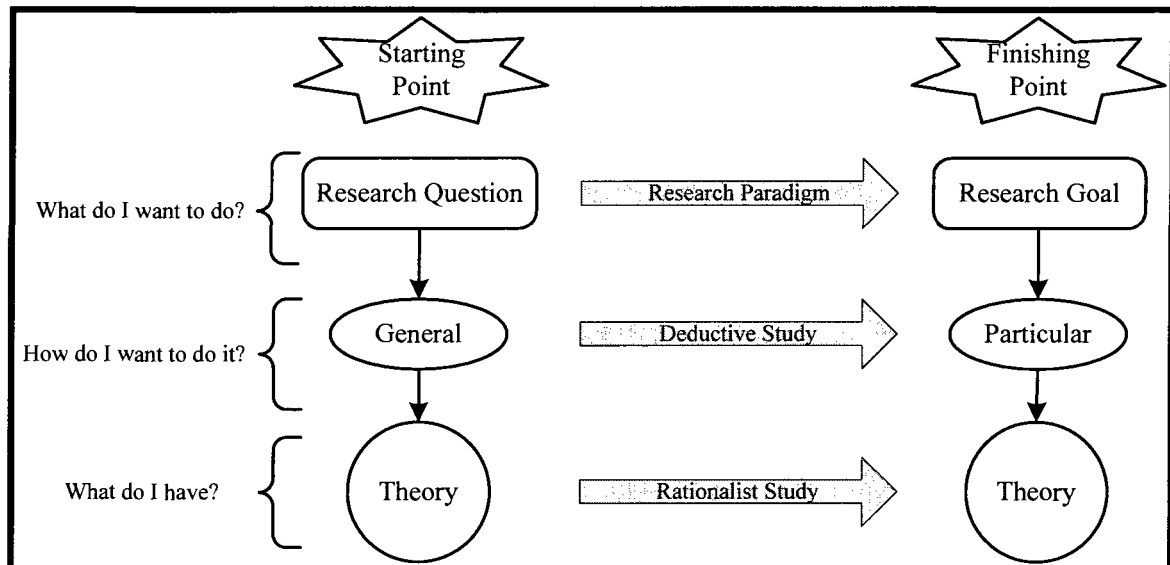 Starting
Point
Finishing
Point
What do I want to do?
Research Question
Research Paradigm
Research Goal
How do I want to do it?
General
Deductive Study
Particular
What do I have?
Theory
Rationalist Study
Theory